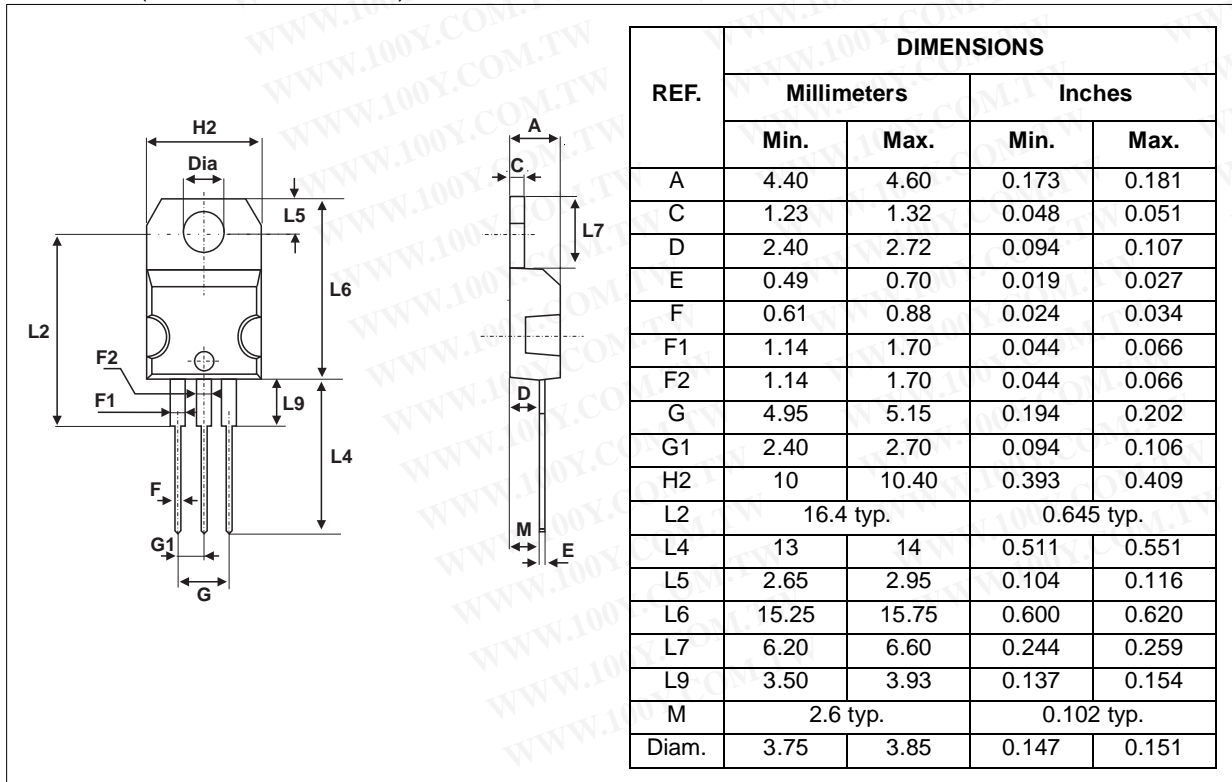 DIMENSIONS
REF. Millimeters Inches
Min. Max. Min. Max.
A 4.40 4.60 0.173 0.181
C 1.23 1.32 0.048 0.051
D 2.40 2.72 0.094 0.107
E 0.49 0.70 0.019 0.027
F 0.61 0.88 0.024 0.034
F1 1.14 1.70 0.044 0.066
F2 1.14 1.70 0.044 0.066
G 4.95 5.15 0.194 0.202
G1 2.40 2.70 0.094 0.106
H2 10 10.40 0.393 0.409
L2 16.4 typ. 0.645 typ.
L4 13 14 0.511 0.551
L5 2.65 2.95 0.104 0.116
L6 15.25 15.75 0.600 0.620
L7 6.20 6.60 0.244 0.259
L9 3.50 3.93 0.137 0.154
M 2.6 typ. 0.102 typ.
Diam. 3.75 3.85 0.147 0.151
H2
Dia
L5
L6
L2
F2
F1
L9
L4
F
G1
G
A
C
L7
D
M
E
WWW.100Y.COM.TW